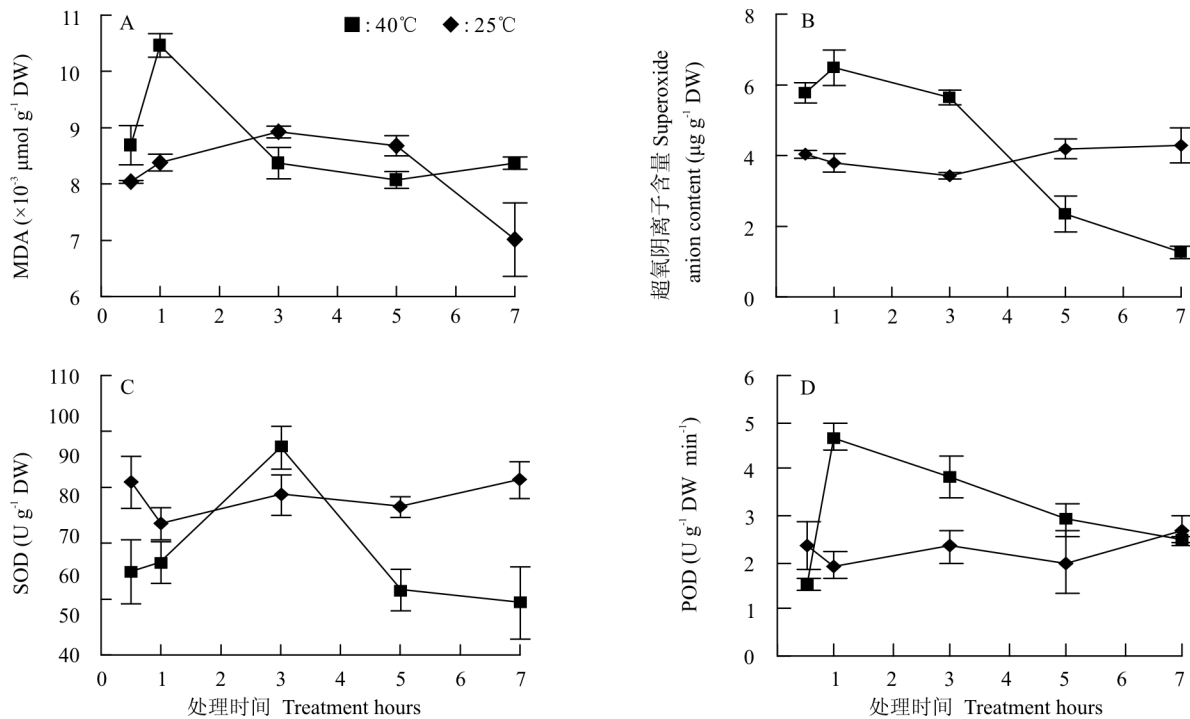 A
■ : 40℃ ◆ : 25℃
MDA (×10⁻³ μmol g⁻¹ DW)
11
10
9
8
7
6
0 1 2 3 4 5 6 7
B
超氧阴离子含量 Superoxide
anion content (μg g⁻¹ DW)
8
6
4
2
0
1 2 3 4 5 6 7
C
SOD (U g⁻¹ DW)
110
100
90
80
70
60
50
40
0 1 2 3 4 5 6 7
处理时间 Treatment hours
D
POD (U g⁻¹ DW min⁻¹)
6
5
4
3
2
1
0
1 2 3 4 5 6 7
处理时间 Treatment hours